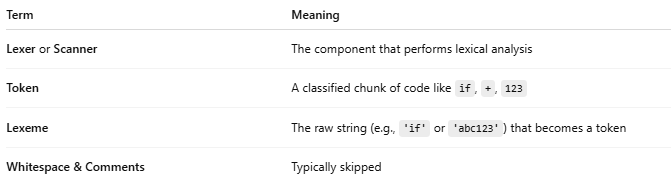 Term Meaning
Lexer or Scanner The component that performs lexical analysis
Token A classified chunk of code like if, +, 123
Lexeme The raw string (e.g., 'if' or 'abc123') that becomes a token
Whitespace & Comments Typically skipped